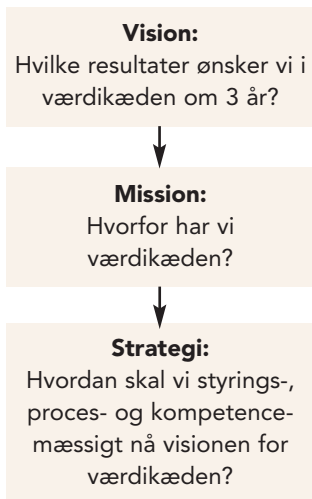 Vision:
Hvilke resultater ønsker vi i
værdikæden om 3 år?
Mission:
Hvorfor har vi
værdikæden?
Strategi:
Hvordan skal vi styrings-,
proces- og kompetence-
mæssigt nå visionen for
værdikæden?